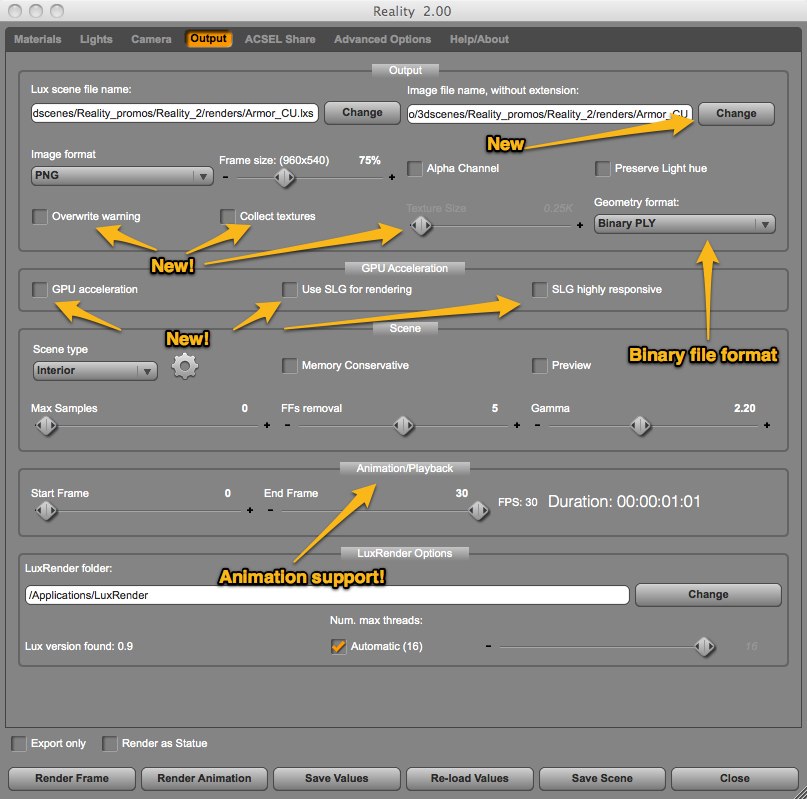 Reality 2.00
Materials Lights Camera Output ACSEL Share Advanced Options Help/About
Output
Lux scene file name:
Image file name, without extension:
dscenes/Reality_promos/Reality_2/renders/Armor_CU.lxs Change
o/3dscenes/Reality_promos/Reality_2/renders/Armor_CU Change
New
Image format
Frame size: (960x540) 75%
PNG
- +
Alpha Channel
Preserve Light hue
Overwrite warning
Collect textures
Texture Size 0.25K
+
Geometry format:
Binary PLY
New!
GPU Acceleration
GPU acceleration
Use SLG for rendering
SLG highly responsive
New!
Binary file format
Scene
Scene type
Interior
Memory Conservative
Preview
Max Samples 0
FFs removal 5
Gamma 2.20
+ - + - +
Animation/Playback
Start Frame 0
End Frame 30
+ -
FPS: 30 Duration: 00:00:01:01
Animation support!
LuxRender Options
LuxRender folder:
/Applications/LuxRender Change
Num. max threads:
Lux version found: 0.9
Automatic (16)
- 16
Export only
Render as Statue
Render Frame Render Animation Save Values Re-load Values Save Scene Close